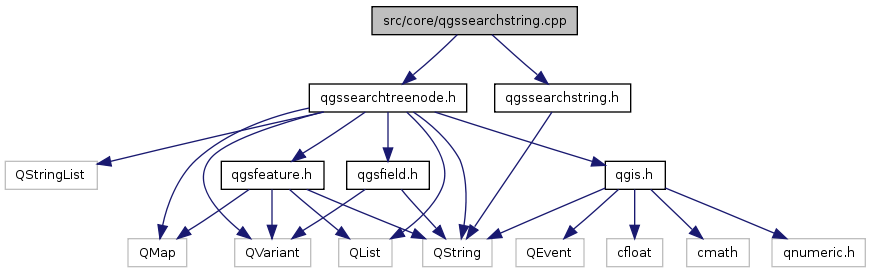 src/core/qgssearchstring.cpp
qgssearchtreenode.h
qgssearchstring.h
QStringList
qgsfeature.h
qgsfield.h
qgis.h
QMap
QVariant
QList
QString
QEvent
cfloat
cmath
qnumeric.h